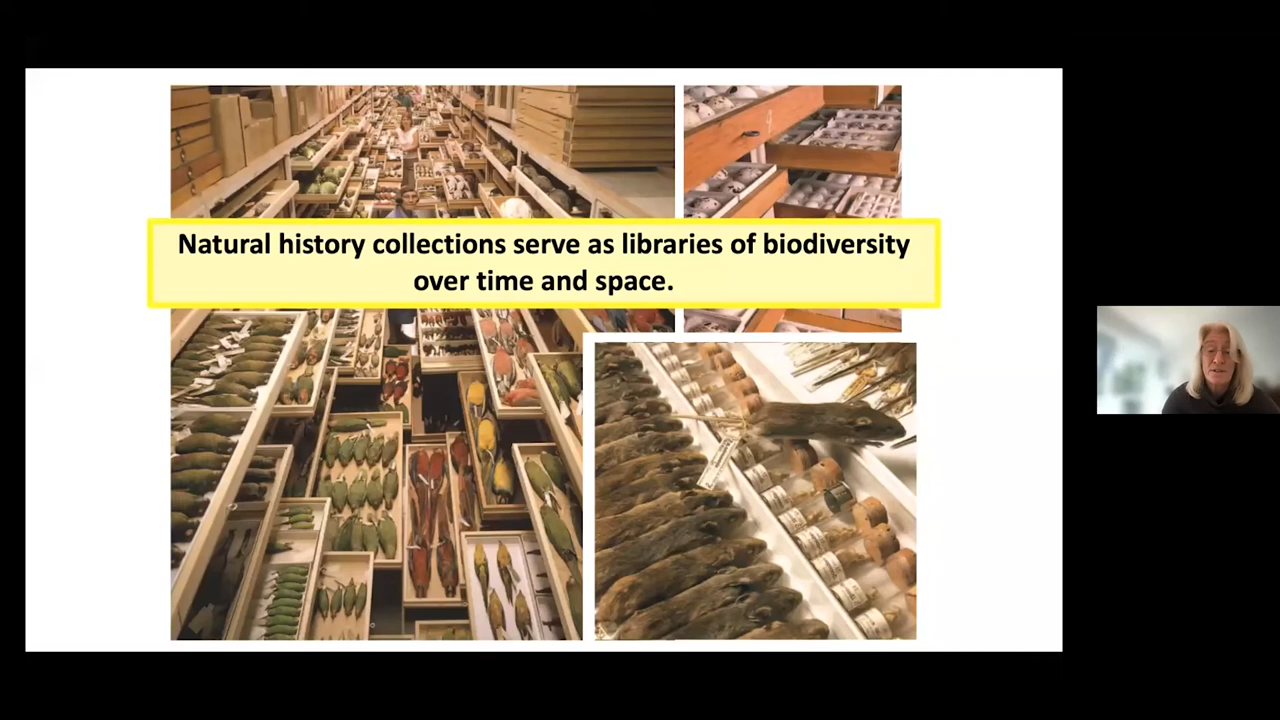 Natural history collections serve as libraries of biodiversity
over time and space.